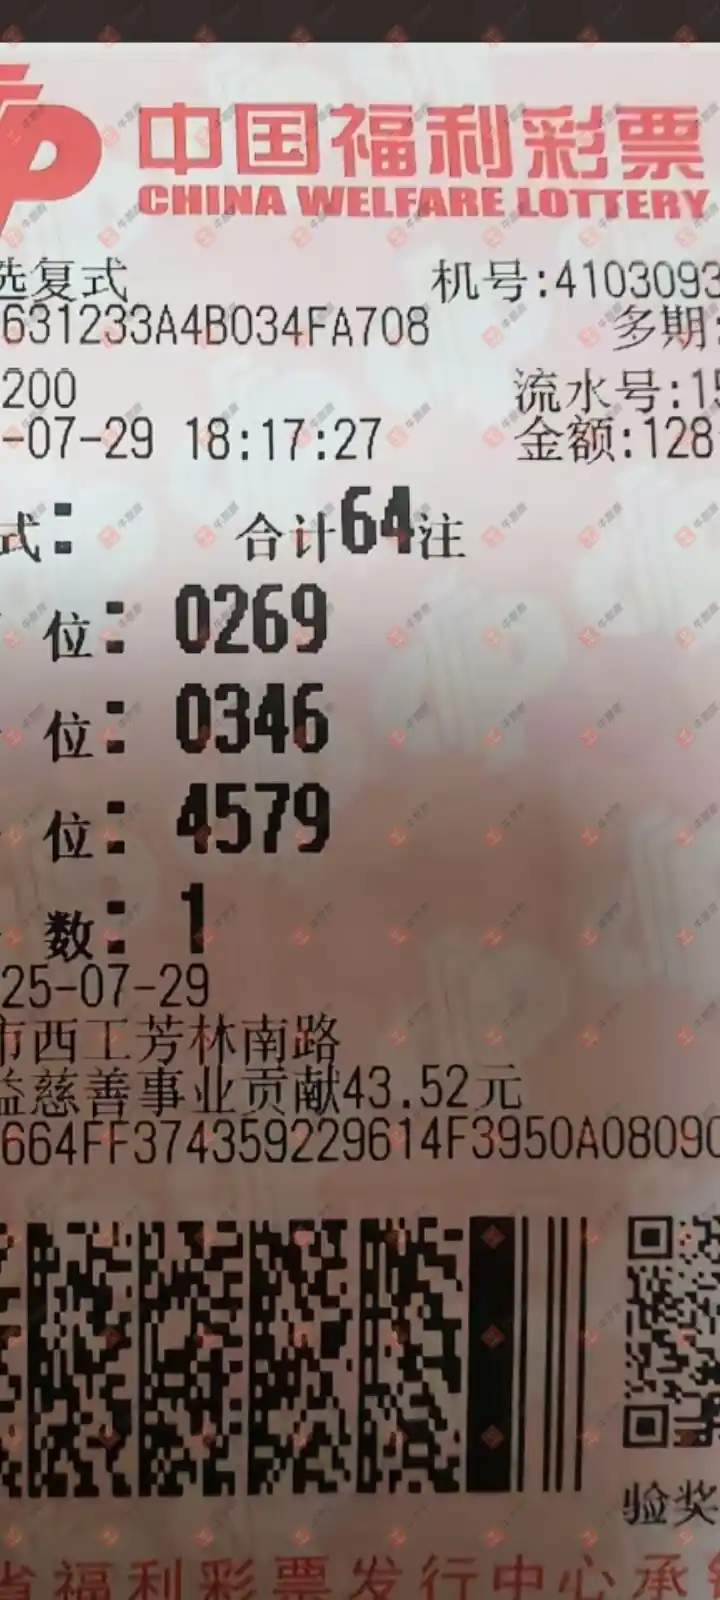 中国福利彩票
CHINA WELFARE LOTTERY
选复式 机号:4103093
631233A4B034FA708 多期:
200 流水号:15
-07-29 18:17:27 金额:128
式: 合计64注
位: 0269
位: 0346
位: 4579
数: 1
25-07-29
市西工芳林南路
益慈善事业贡献43.52元
664FF374359229614F3950A0809
验奖
省福利彩票发行中心承